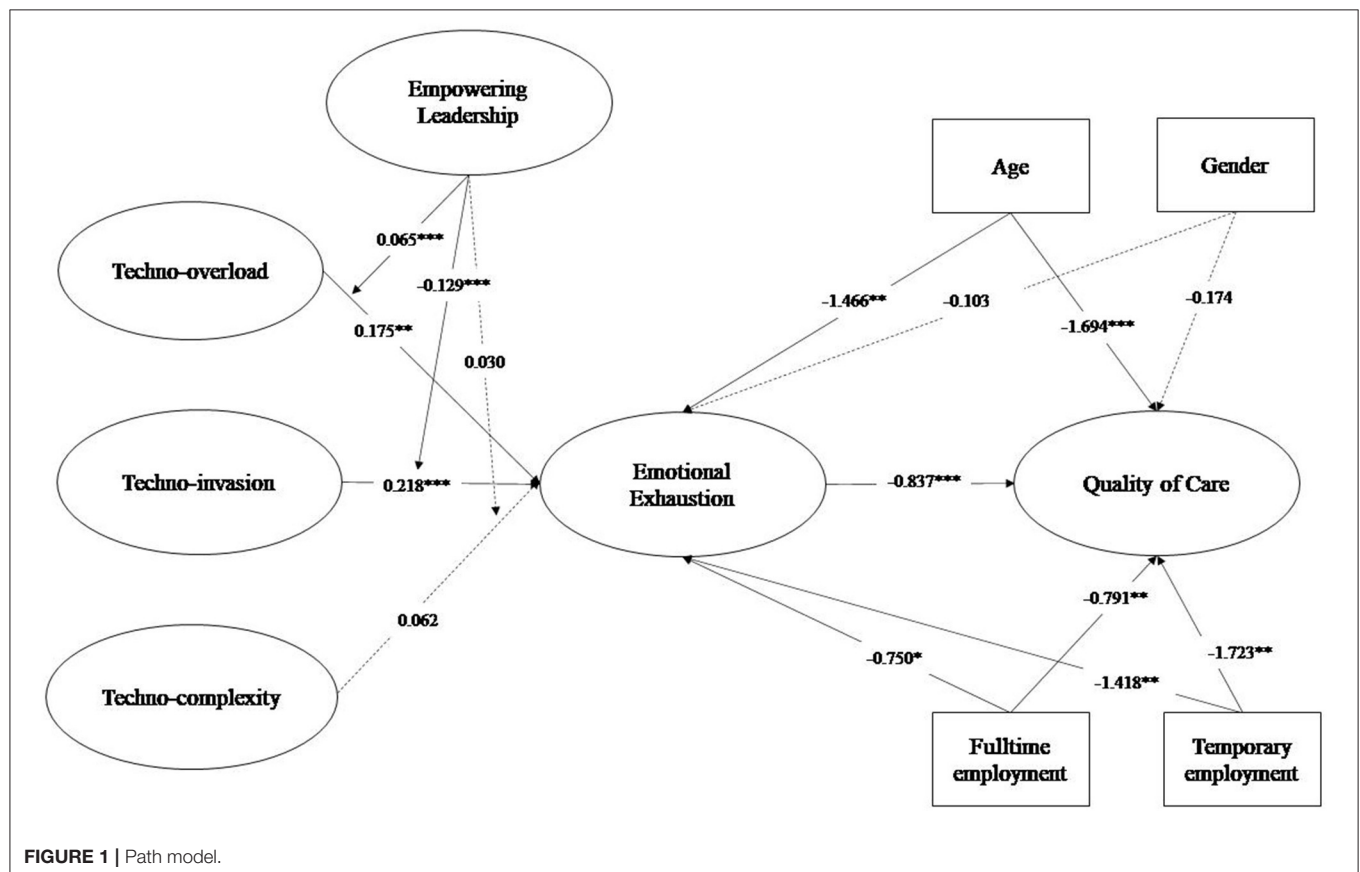 Empowering
Leadership
Age
Gender
Techno-overload
0.065***
-0.129***
0.175**
0.030
-1.466**
-0.103
-1.694***
-0.174
Techno-invasion
0.218***
Emotional
Exhaustion
-0.837***
Quality of Care
Techno-complexity
0.062
-0.750*
-0.791**
-1.418**
-1.723**
Fulltime
employment
Temporary
employment
FIGURE 1 | Path model.